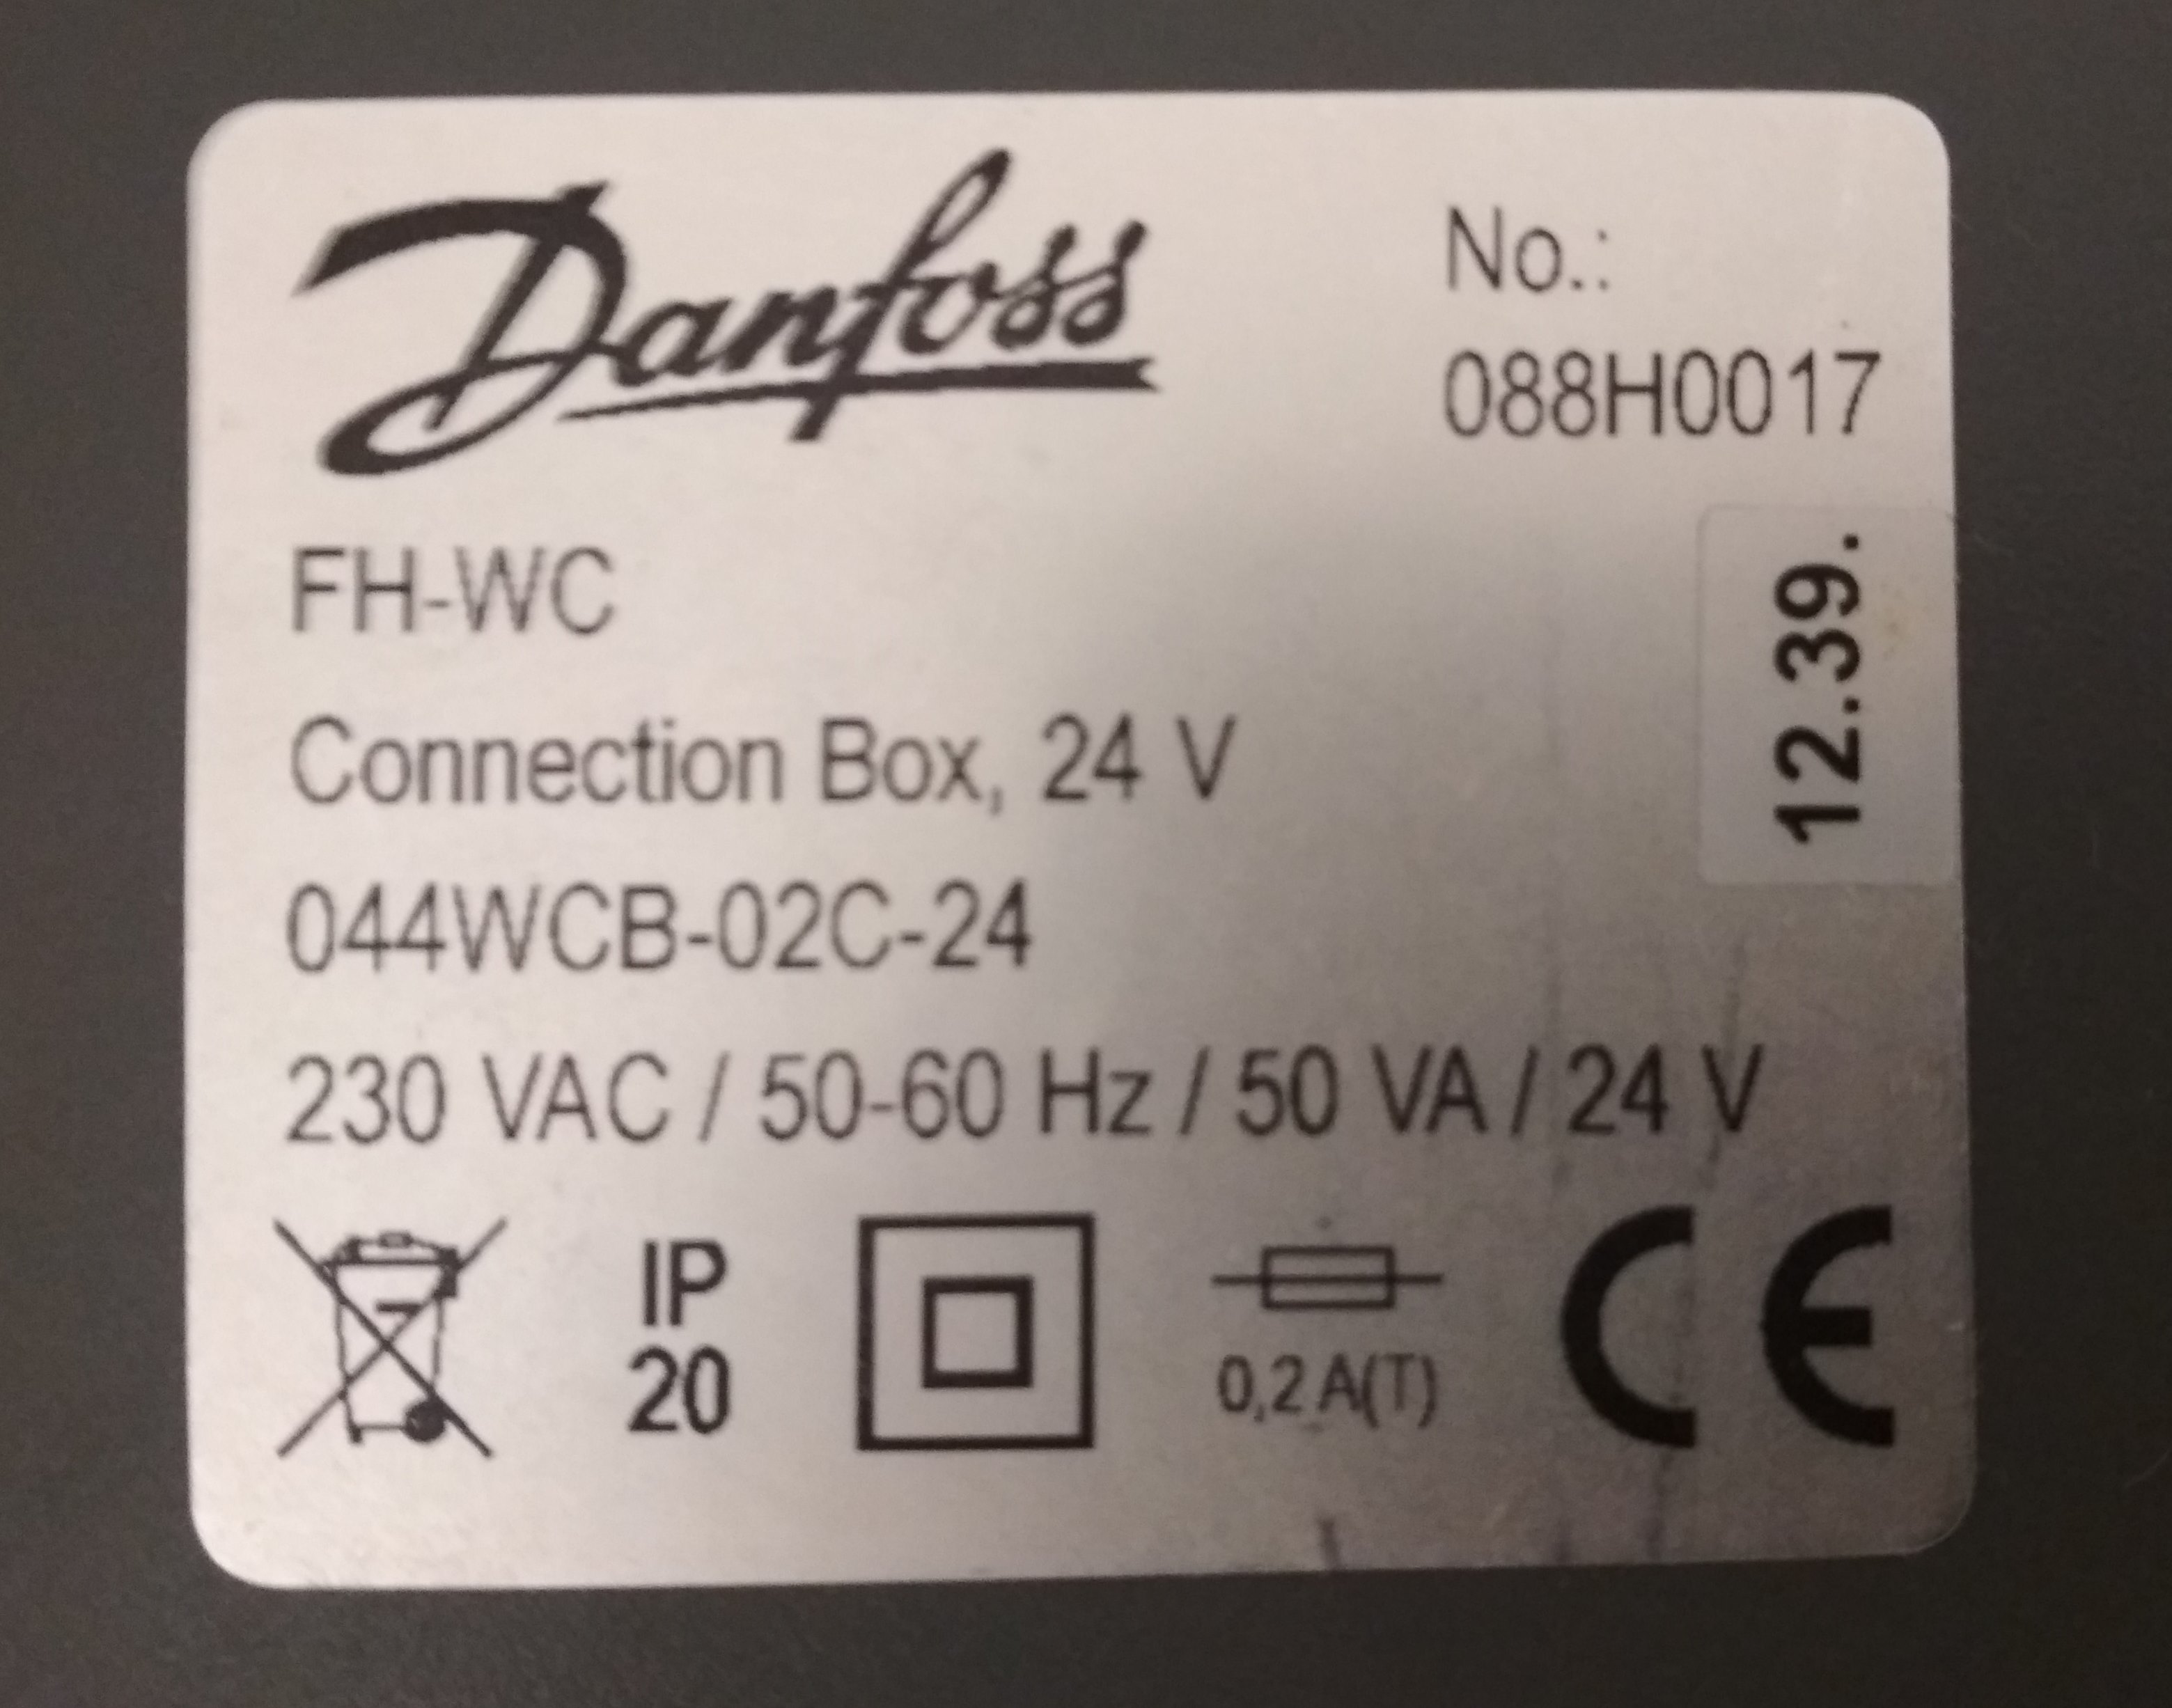 Danfoss
No.:
088H0017
FH-WC
12.39.
Connection Box, 24 V
044WCB-02C-24
230 VAC / 50-60 Hz / 50 VA / 24 V
IP
20
0,2 A(T)
CE